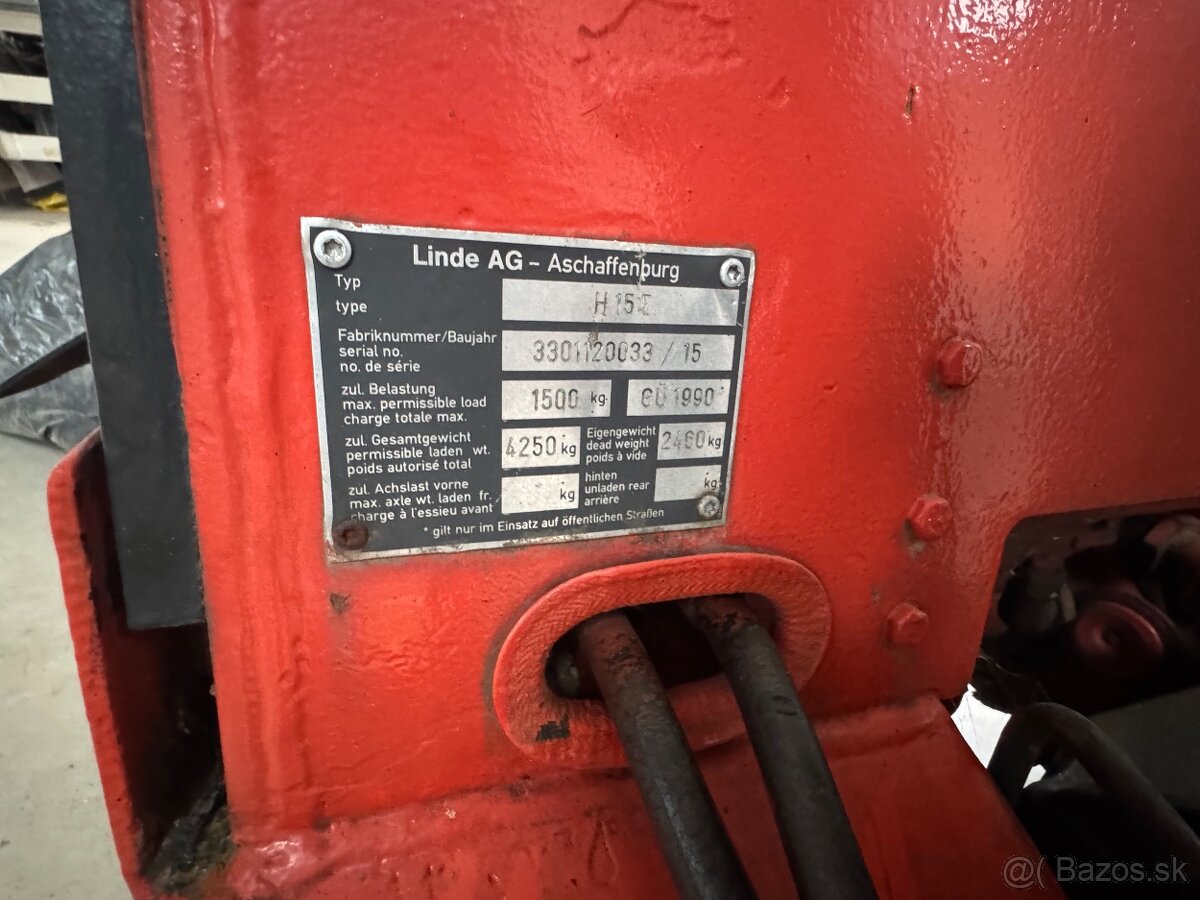 Linde AG – Aschaffenburg
Typ
type
H 15
Fabriknummer/Baujahr
serial no.
no. de série
3301120033 / 15
zul. Belastung
max. permissible load
charge totale max.
1500 kg
1990
zul. Gesamtgewicht
permissible laden wt.
poids autorisé total
4250 kg
Eigengewicht
dead weight
poids à vide
2460 kg
zul. Achslast vorne
max. axle wt. laden fr.
charge à l'essieu avant
kg
hinten
unladen rear
arrière
kg
* gilt nur im Einsatz auf öffentlichen Straßen
@( Bazos.sk